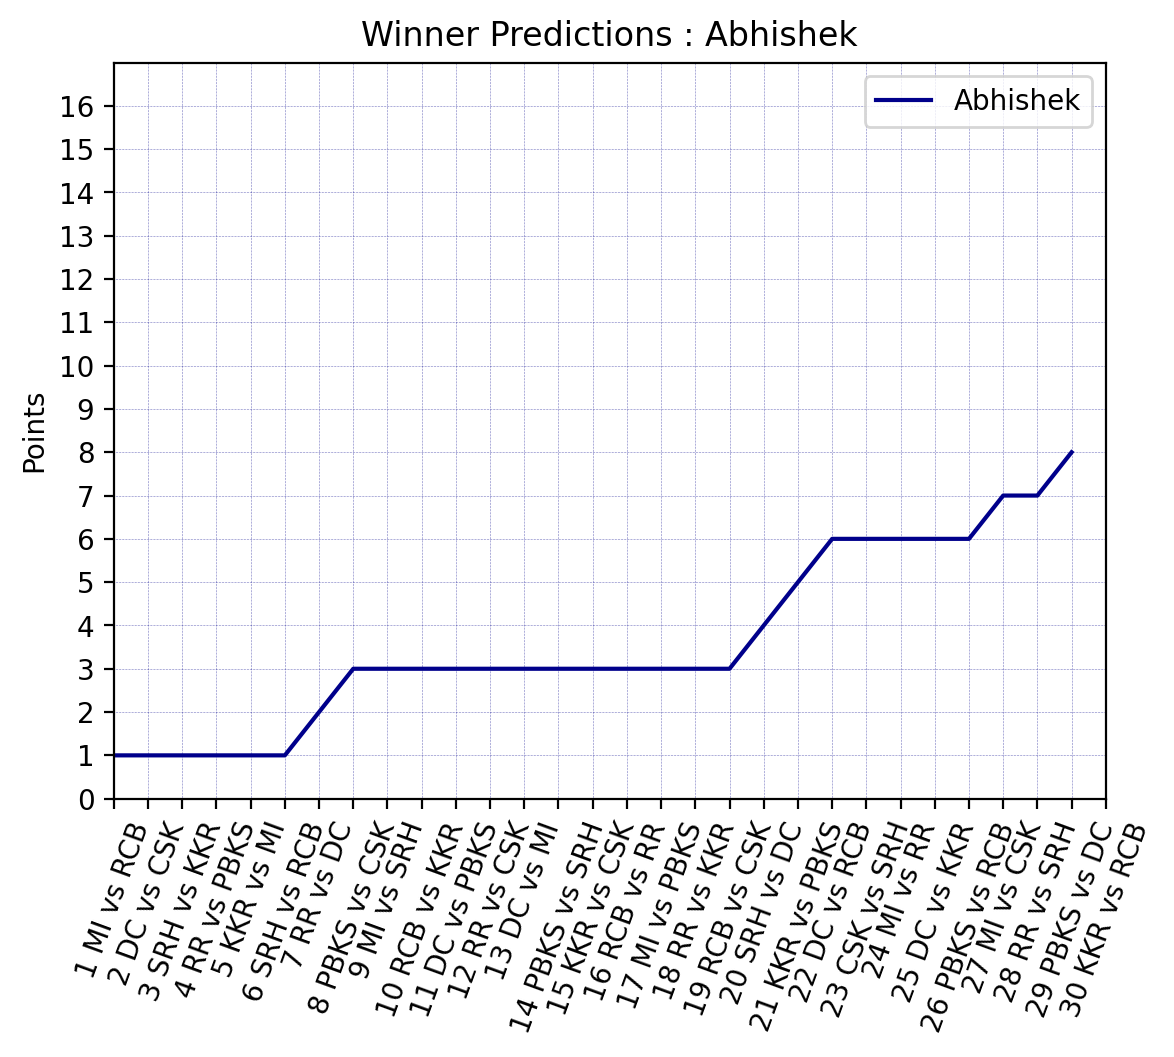 Winner Predictions : Abhishek
Abhishek
Points
16
15
14
13
12
11
10
9
8
7
6
5
4
3
2
1
0
1 MI vs RCB
2 DC vs CSK
3 SRH vs KKR
4 RR vs PBKS
5 KKR vs MI
6 SRH vs RCB
7 RR vs DC
8 PBKS vs CSK
9 MI vs SRH
10 RCB vs KKR
11 DC vs PBKS
12 RR vs CSK
13 DC vs MI
14 PBKS vs SRH
15 KKR vs CSK
16 RCB vs RR
17 MI vs PBKS
18 RR vs KKR
19 RCB vs CSK
20 SRH vs DC
21 KKR vs PBKS
22 DC vs RCB
23 CSK vs SRH
24 MI vs RR
25 DC vs KKR
26 PBKS vs RCB
27 MI vs CSK
28 RR vs SRH
29 PBKS vs DC
30 KKR vs RCB